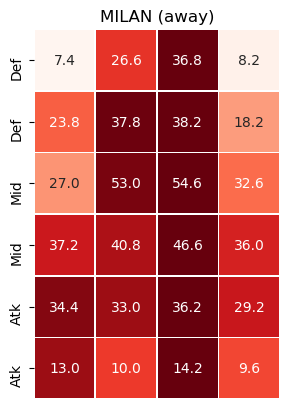 MILAN (away)
Def 7.4 26.6 36.8 8.2
Def 23.8 37.8 38.2 18.2
Mid 27.0 53.0 54.6 32.6
Mid 37.2 40.8 46.6 36.0
Atk 34.4 33.0 36.2 29.2
Atk 13.0 10.0 14.2 9.6